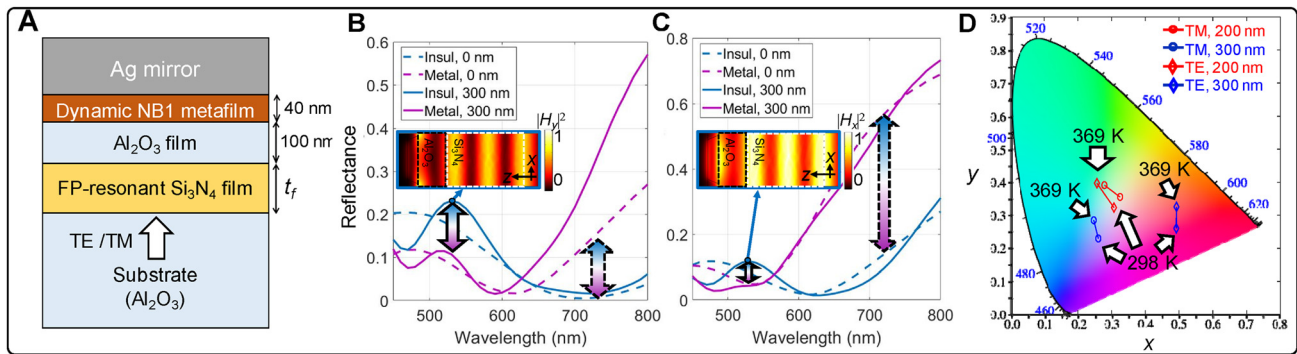 A
Ag mirror
Dynamic NB1 metafilm
40 nm
Al₂O₃ film
100 nm
FP-resonant Si₃N₄ film
t_f
TE /TM
Substrate
(Al₂O₃)
B
Reflectance
0.6
0.5
0.4
0.3
0.2
0.1
0
Insul, 0 nm
Metal, 0 nm
Insul, 300 nm
Metal, 300 nm
|H_y|²
1
0
Al₂O₃
Si₃N₄
x
z
500 600 700 800
Wavelength (nm)
C
0.8
0.6
0.4
0.2
0
Insul, 0 nm
Metal, 0 nm
Insul, 300 nm
Metal, 300 nm
|H_x|²
1
0
Al₂O₃
Si₃N₄
x
z
500 600 700 800
Wavelength (nm)
D
y
0.9
0.8
0.7
0.6
0.5
0.4
0.3
0.2
0.1
0.0
0.0 0.1 0.2 0.3 0.4 0.5 0.6 0.7 0.8
x
TM, 200 nm
TM, 300 nm
TE, 200 nm
TE, 300 nm
520
540
560
500
580
600
620
480
460
369 K
369 K
369 K
298 K